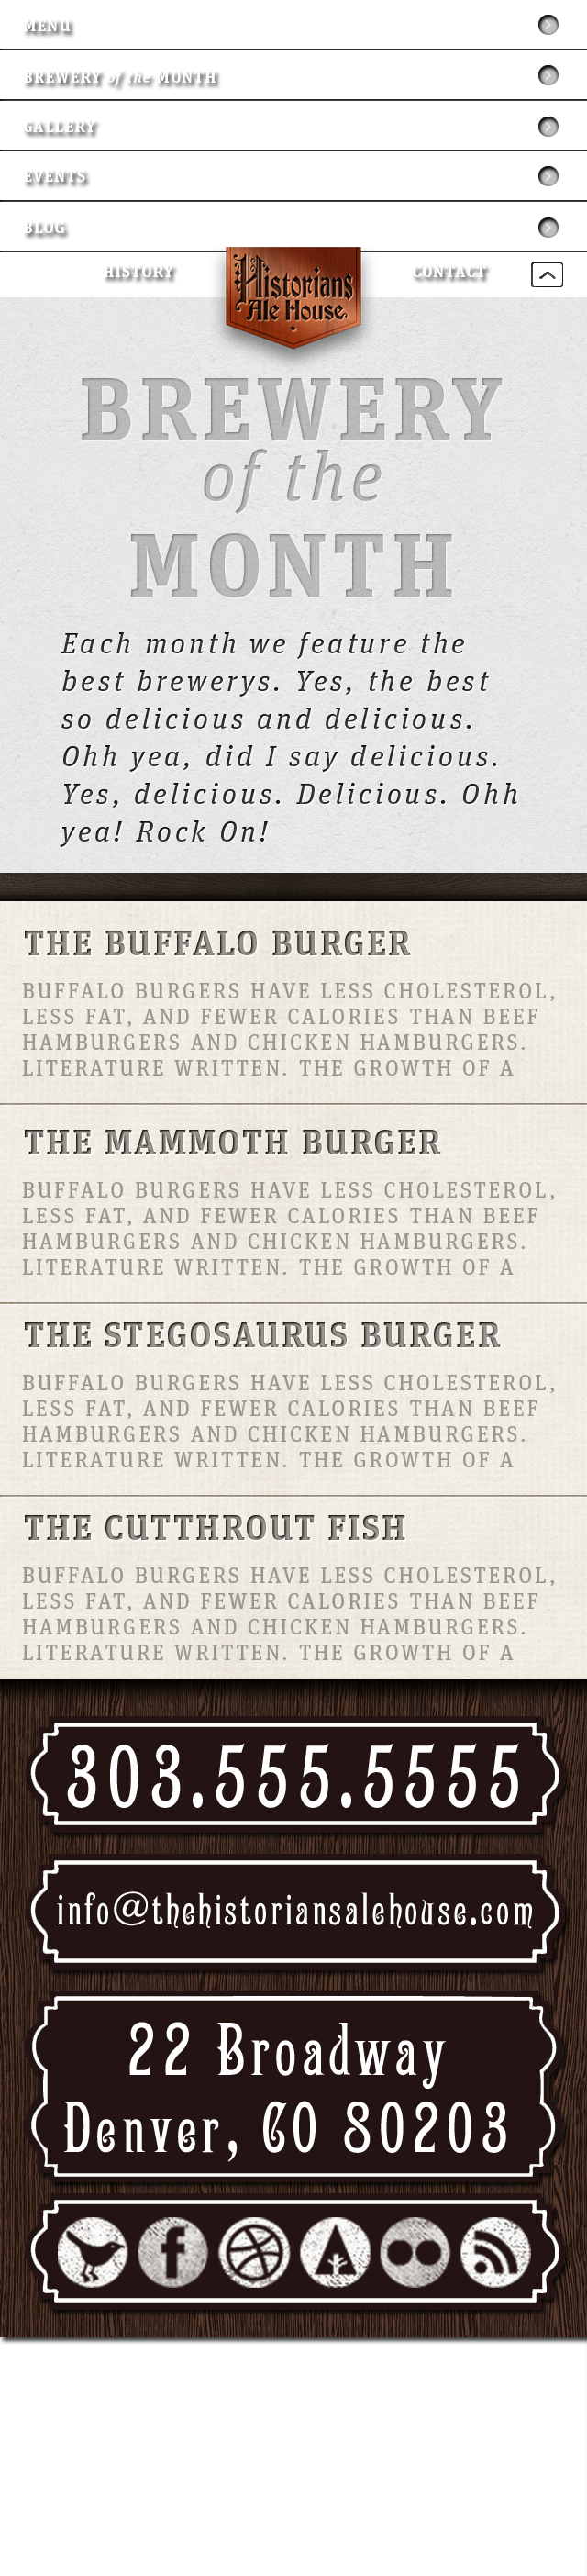 MENU
BREWERY of the MONTH
GALLERY
EVENTS
BLOG
HISTORY
Historians
Ale House.
CONTACT
BREWERY
of the
MONTH
Each month we feature the
best brewerys. Yes, the best
so delicious and delicious.
Ohh yea, did I say delicious.
Yes, delicious. Delicious. Ohh
yea! Rock On!
THE BUFFALO BURGER
BUFFALO BURGERS HAVE LESS CHOLESTEROL,
LESS FAT, AND FEWER CALORIES THAN BEEF
HAMBURGERS AND CHICKEN HAMBURGERS.
LITERATURE WRITTEN. THE GROWTH OF A
THE MAMMOTH BURGER
BUFFALO BURGERS HAVE LESS CHOLESTEROL,
LESS FAT, AND FEWER CALORIES THAN BEEF
HAMBURGERS AND CHICKEN HAMBURGERS.
LITERATURE WRITTEN. THE GROWTH OF A
THE STEGOSAURUS BURGER
BUFFALO BURGERS HAVE LESS CHOLESTEROL,
LESS FAT, AND FEWER CALORIES THAN BEEF
HAMBURGERS AND CHICKEN HAMBURGERS.
LITERATURE WRITTEN. THE GROWTH OF A
THE CUTTHROUT FISH
BUFFALO BURGERS HAVE LESS CHOLESTEROL,
LESS FAT, AND FEWER CALORIES THAN BEEF
HAMBURGERS AND CHICKEN HAMBURGERS.
LITERATURE WRITTEN. THE GROWTH OF A
303.555.5555
info@thehistoriansalehouse.com
22 Broadway
Denver, CO 80203